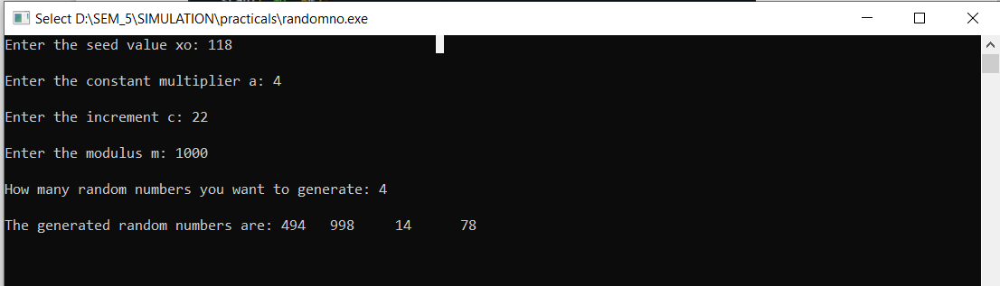 Select D:\SEM_5\SIMULATION\practicals\randomno.exe
Enter the seed value xo: 118
Enter the constant multiplier a: 4
Enter the increment c: 22
Enter the modulus m: 1000
How many random numbers you want to generate: 4
The generated random numbers are: 494 998 14 78